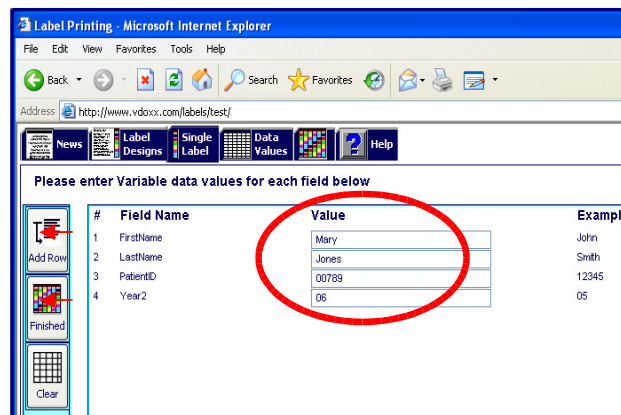 Label Printing - Microsoft Internet Explorer
File Edit View Favorites Tools Help
Back Search Favorites
Address http://www.vdoxx.com/labels/test/
News Label Designs Single Label Data Values Help
Please enter Variable data values for each field below
# Field Name Value Exampl
1 FirstName Mary John
2 LastName Jones Smith
3 PatientID 00789 12345
4 Year2 06 05
Add Row
Finished
Clear